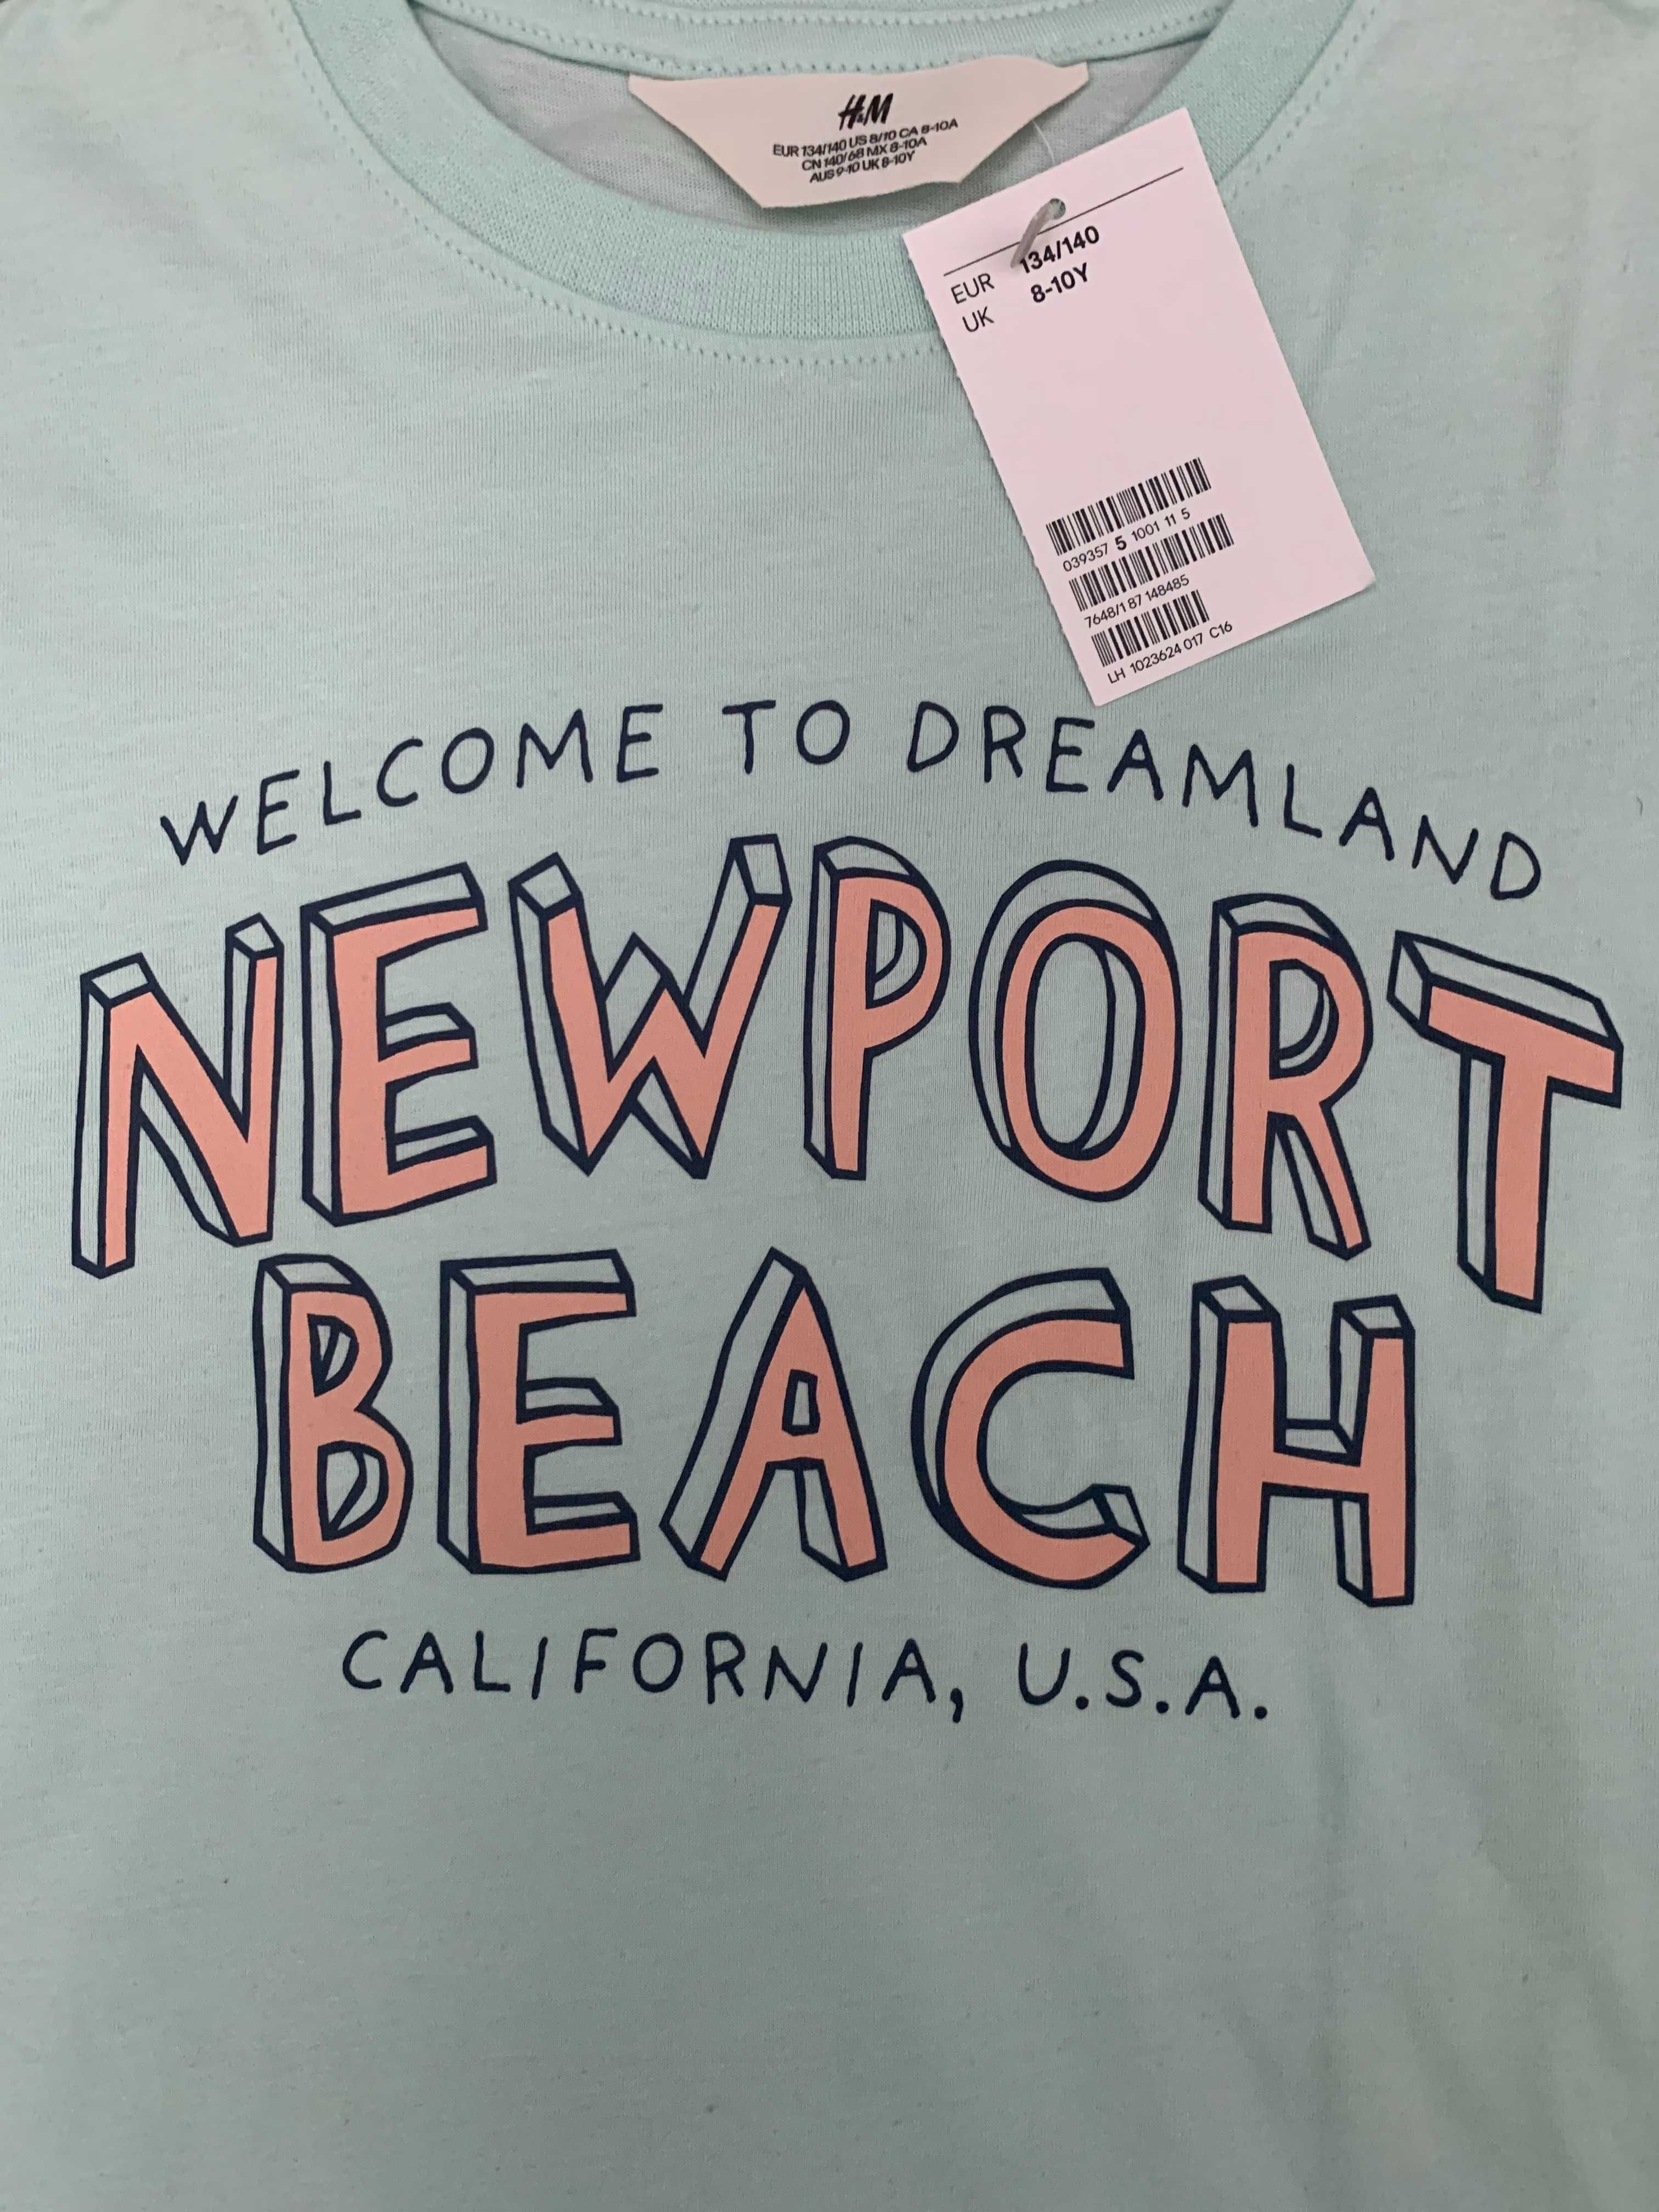 H&M
EUR 134/140 US 8/10 CA 8-10A
CN 140/68 MX 8-10A
AUS 9-10 UK 8-10Y
EUR 134/140
UK 8-10Y
039357 5 1001 11 5
7648/1 87 148485
LH 1023624 017 C16
WELCOME TO DREAMLAND
NEWPORT
BEACH
CALIFORNIA, U.S.A.